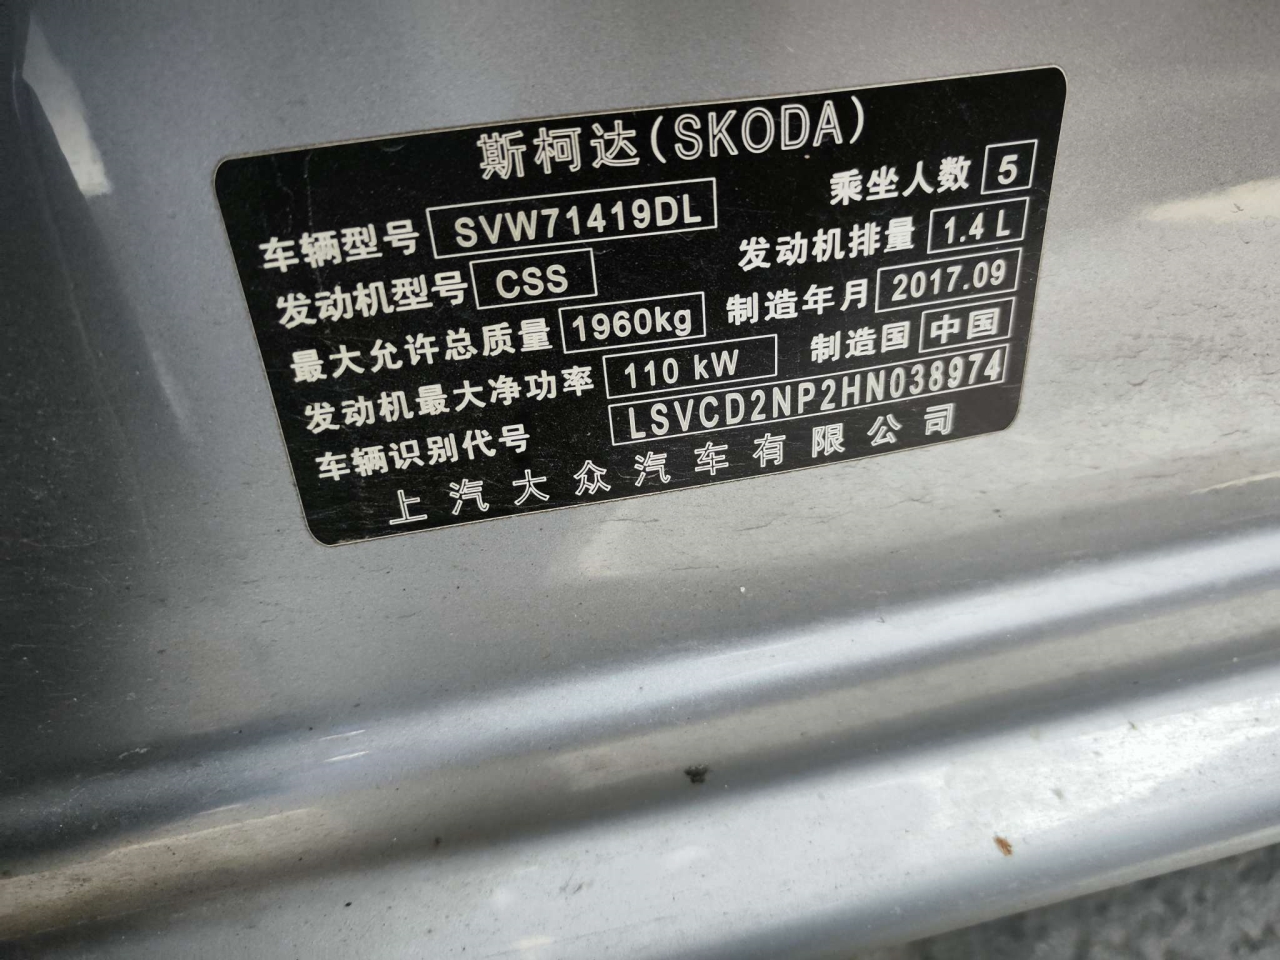 斯柯达(SKODA)
车辆型号 SVW71419DL 乘坐人数 5
发动机型号 CSS 发动机排量 1.4 L
最大允许总质量 1960kg 制造年月 2017.09
发动机最大净功率 110 kW 制造国 中国
车辆识别代号 LSVCD2NP2HN038974
上汽大众汽车有限公司